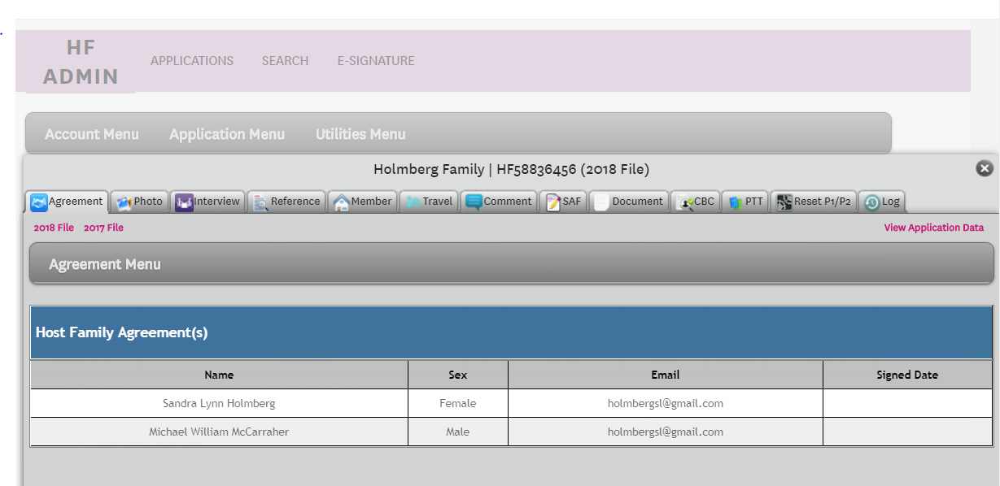 HF
ADMIN
APPLICATIONS SEARCH E-SIGNATURE
Account Menu Application Menu Utilities Menu
Holmberg Family | HF58836456 (2018 File)
Agreement Photo Interview Reference Member Travel Comment SAF Document CBC PTT Reset P1/P2 Log
2018 File 2017 File View Application Data
Agreement Menu
Host Family Agreement(s)
Name Sex Email Signed Date
Sandra Lynn Holmberg Female holmbergsl@gmail.com
Michael William McCarraher Male holmbergsl@gmail.com